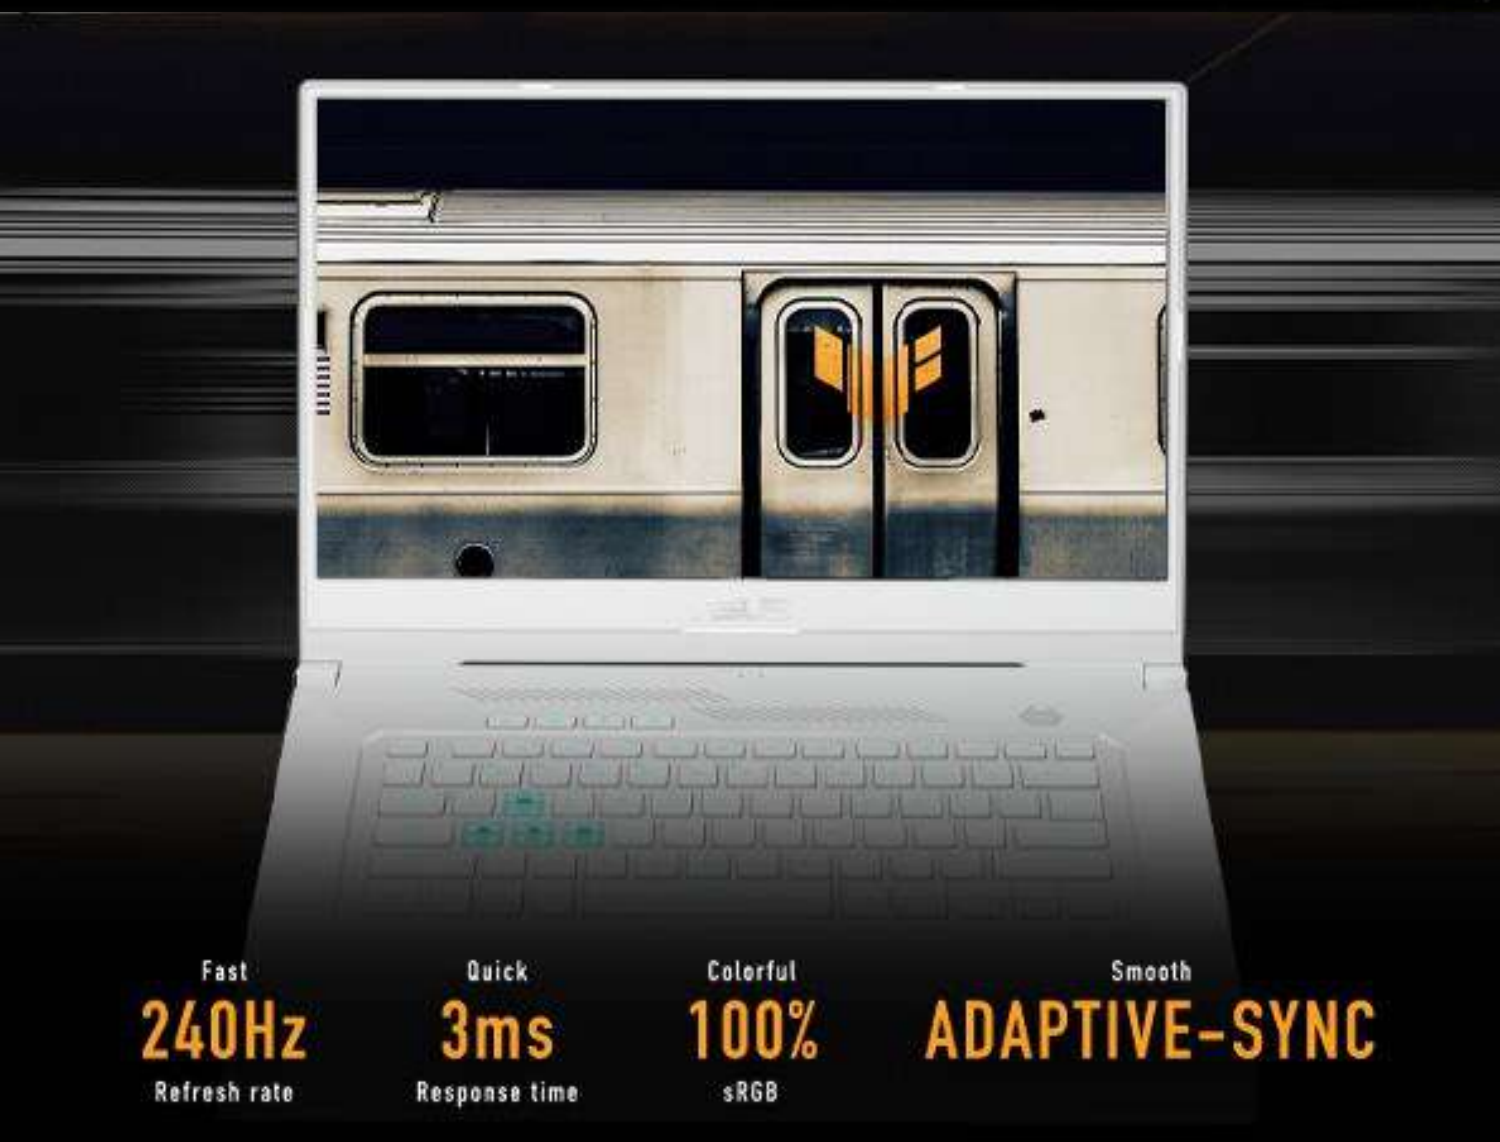 Fast
240Hz
Refresh rate
Quick
3ms
Response time
Colorful
100%
sRGB
Smooth
ADAPTIVE-SYNC